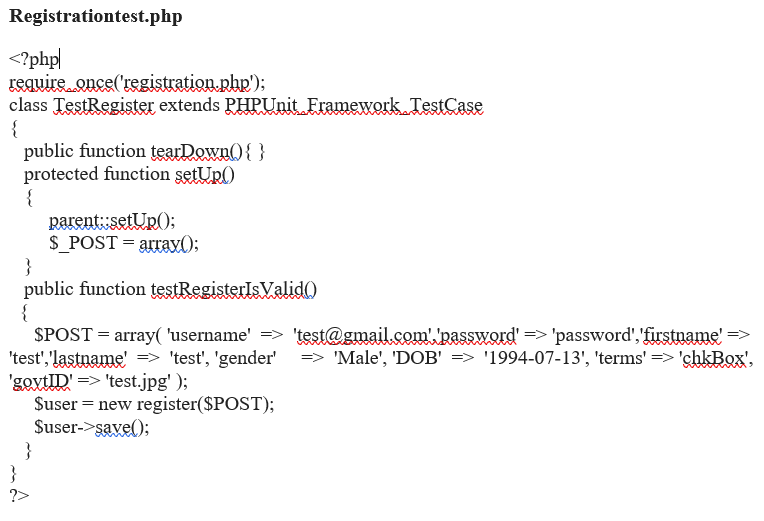 Registrationtest.php
<?php
require_once('registration.php');
class TestRegister extends PHPUnit_Framework_TestCase
{
public function tearDown(){ }
protected function setUp()
{
parent::setUp();
$_POST = array();
}
public function testRegisterIsValid()
{
$POST = array( 'username' => 'test@gmail.com','password' => 'password','firstname' =>
'test','lastname' => 'test', 'gender' => 'Male', 'DOB' => '1994-07-13', 'terms' => 'chkBox',
'govtID' => 'test.jpg' );
$user = new register($POST);
$user->save();
}
}
?>